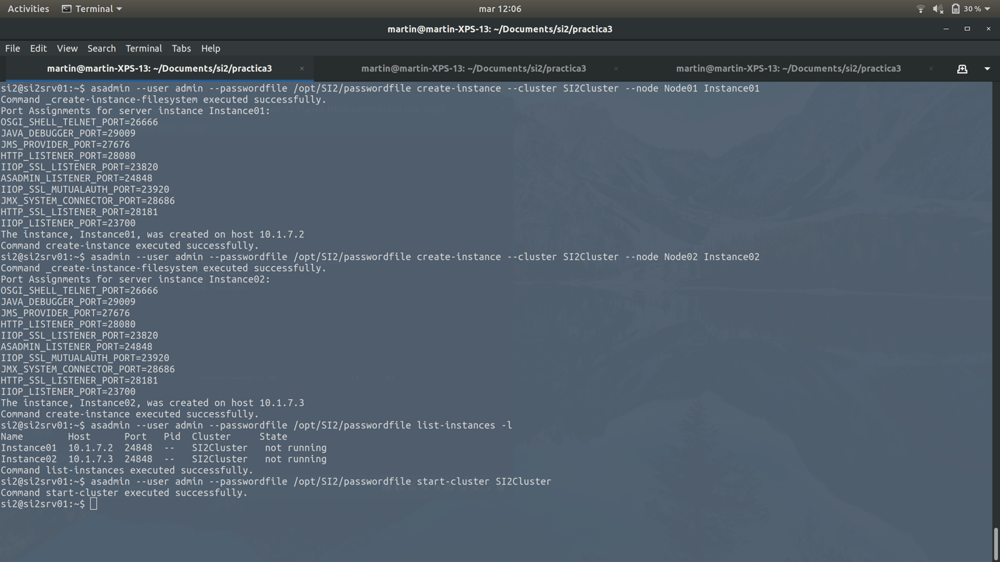 Activities Terminal mar 12:06 30 %
martin@martin-XPS-13: ~/Documents/si2/practica3
File Edit View Search Terminal Tabs Help
martin@martin-XPS-13: ~/Documents/si2/practica3 martin@martin-XPS-13: ~/Documents/si2/practica3 martin@martin-XPS-13: ~/Documents/si2/practica3
si2@si2srv01:~$ asadmin --user admin --passwordfile /opt/SI2/passwordfile create-instance --cluster SI2Cluster --node Node01 Instance01
Command _create-instance-filesystem executed successfully.
Port Assignments for server instance Instance01:
OSGI_SHELL_TELNET_PORT=26666
JAVA_DEBUGGER_PORT=29009
JMS_PROVIDER_PORT=27676
HTTP_LISTENER_PORT=28080
IIOP_SSL_LISTENER_PORT=23820
ASADMIN_LISTENER_PORT=24848
IIOP_SSL_MUTUALAUTH_PORT=23920
JMX_SYSTEM_CONNECTOR_PORT=28686
HTTP_SSL_LISTENER_PORT=28181
IIOP_LISTENER_PORT=23700
The instance, Instance01, was created on host 10.1.7.2
Command create-instance executed successfully.
si2@si2srv01:~$ asadmin --user admin --passwordfile /opt/SI2/passwordfile create-instance --cluster SI2Cluster --node Node02 Instance02
Command _create-instance-filesystem executed successfully.
Port Assignments for server instance Instance02:
OSGI_SHELL_TELNET_PORT=26666
JAVA_DEBUGGER_PORT=29009
JMS_PROVIDER_PORT=27676
HTTP_LISTENER_PORT=28080
IIOP_SSL_LISTENER_PORT=23820
ASADMIN_LISTENER_PORT=24848
IIOP_SSL_MUTUALAUTH_PORT=23920
JMX_SYSTEM_CONNECTOR_PORT=28686
HTTP_SSL_LISTENER_PORT=28181
IIOP_LISTENER_PORT=23700
The instance, Instance02, was created on host 10.1.7.3
Command create-instance executed successfully.
si2@si2srv01:~$ asadmin --user admin --passwordfile /opt/SI2/passwordfile list-instances -l
Name Host Port Pid Cluster State
Instance01 10.1.7.2 24848 -- SI2Cluster not running
Instance02 10.1.7.3 24848 -- SI2Cluster not running
Command list-instances executed successfully.
si2@si2srv01:~$ asadmin --user admin --passwordfile /opt/SI2/passwordfile start-cluster SI2Cluster
Command start-cluster executed successfully.
si2@si2srv01:~$